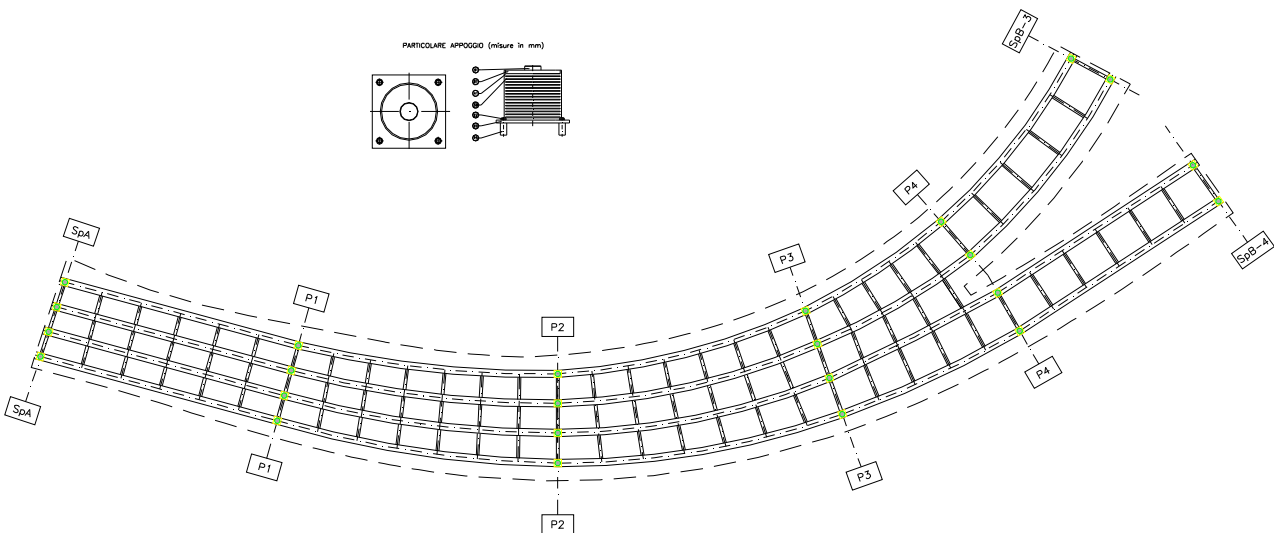 PARTICOLARE APPOGGIO (misure in mm)
SpB-3
P4
SpA
P3
SpB-4
P1
P2
P4
SpA
P1
P3
P2